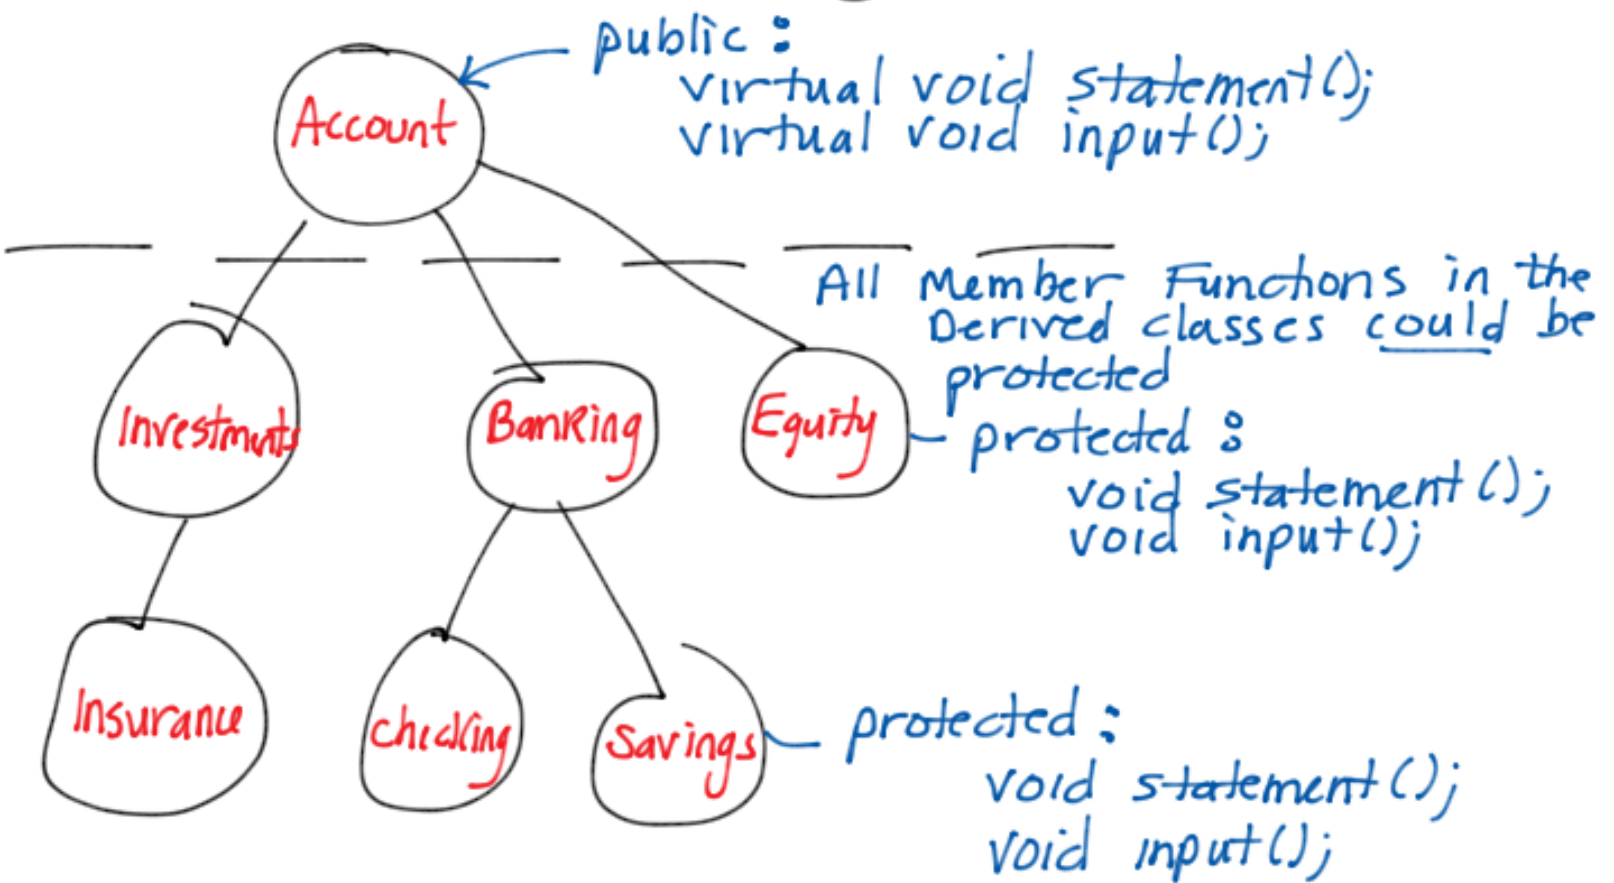 public:
virtual void statement();
virtual void input();
Account
All Member Functions in the
Derived classes could be
protected
Investments
Banking
Equity
protected:
void statement();
void input();
Insurance
checking
Savings
protected:
void statement();
void input();